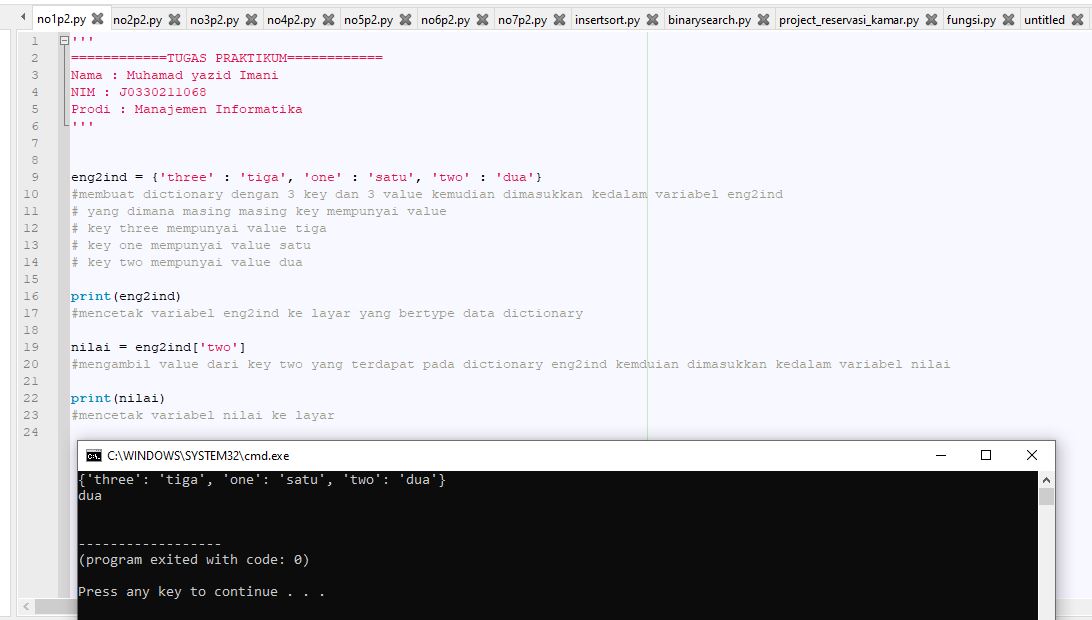 no1p2.py no2p2.py no3p2.py no4p2.py no5p2.py no6p2.py no7p2.py insertsort.py binarysearch.py project_reservasi_kamar.py fungsi.py untitled
1 '''
2 ============TUGAS PRAKTIKUM============
3 Nama : Muhamad yazid Imani
4 NIM : J0330211068
5 Prodi : Manajemen Informatika
6 '''
7
8
9 eng2ind = {'three' : 'tiga', 'one' : 'satu', 'two' : 'dua'}
10 #membuat dictionary dengan 3 key dan 3 value kemudian dimasukkan kedalam variabel eng2ind
11 # yang dimana masing masing key mempunyai value
12 # key three mempunyai value tiga
13 # key one mempunyai value satu
14 # key two mempunyai value dua
15
16 print(eng2ind)
17 #mencetak variabel eng2ind ke layar yang bertype data dictionary
18
19 nilai = eng2ind['two']
20 #mengambil value dari key two yang terdapat pada dictionary eng2ind kemduian dimasukkan kedalam variabel nilai
21
22 print(nilai)
23 #mencetak variabel nilai ke layar
24
C:\WINDOWS\SYSTEM32\cmd.exe
{'three': 'tiga', 'one': 'satu', 'two': 'dua'}
dua
------------------
(program exited with code: 0)
Press any key to continue . . .